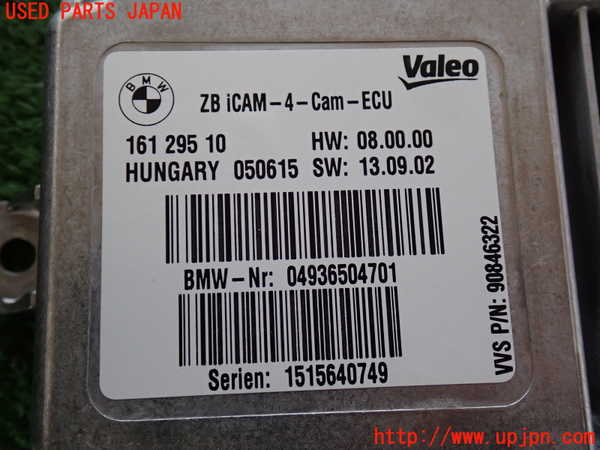 USED PARTS JAPAN
BMW
Valeo
ZB iCAM-4-Cam-ECU
161 295 10 HW: 08.00.00
HUNGARY 050615 SW: 13.09.02
BMW-Nr: 04936504701
Serien: 1515640749
VVS P/N: 90846322
http://www.upjpn.com/